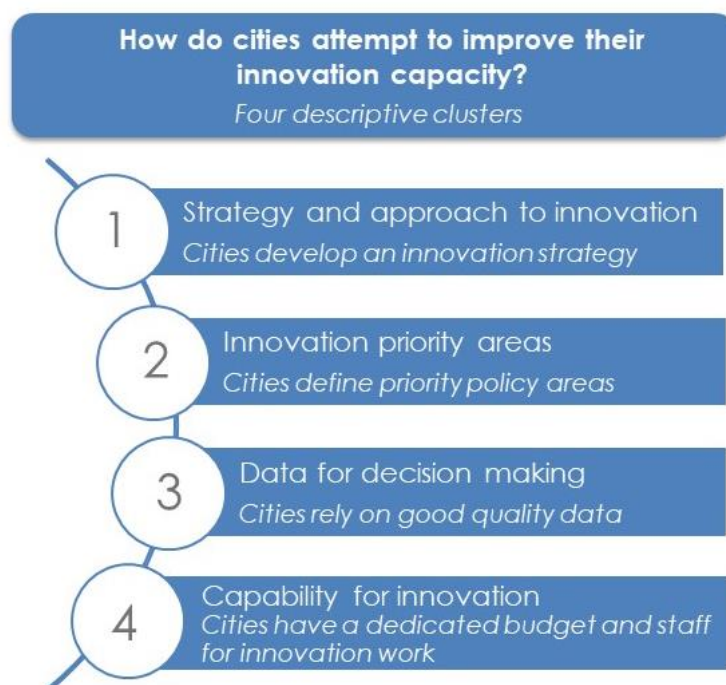 How do cities attempt to improve their
innovation capacity?
Four descriptive clusters
1
Strategy and approach to innovation
Cities develop an innovation strategy
2
Innovation priority areas
Cities define priority policy areas
3
Data for decision making
Cities rely on good quality data
4
Capability for innovation
Cities have a dedicated budget and staff
for innovation work